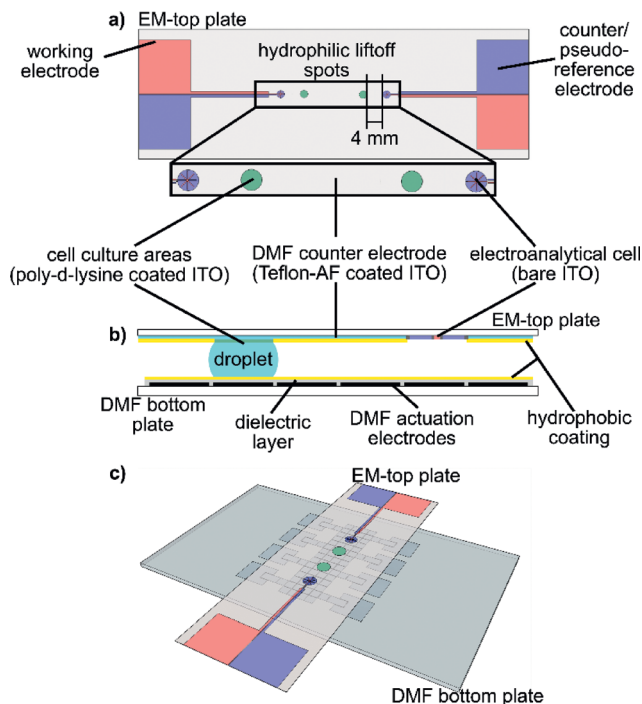 a)
EM-top plate
working
electrode
hydrophilic liftoff
spots
counter/
pseudo-
reference
electrode
4 mm
cell culture areas
(poly-d-lysine coated ITO)
DMF counter electrode
(Teflon-AF coated ITO)
electroanalytical cell
(bare ITO)
b)
EM-top plate
droplet
DMF bottom
plate
dielectric
layer
DMF actuation
electrodes
hydrophobic
coating
c)
EM-top plate
DMF bottom plate